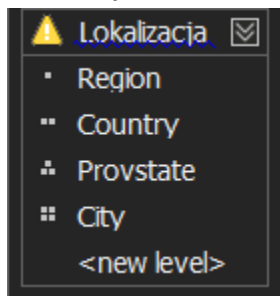 Lokalizacja
Region
Country
Provstate
City
<new level>